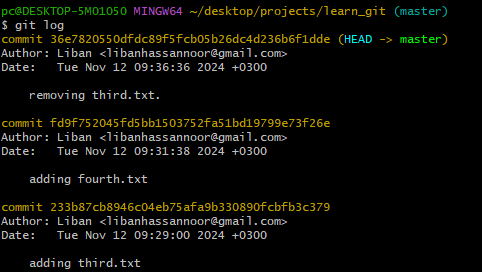 pc@DESKTOP-5MO1O50 MINGW64 ~/desktop/projects/learn_git (master)
$ git log
commit 36e7820550dfdc89f5fcb05b26dc4d236b6f1dde (HEAD -> master)
Author: Liban <libanhassannoor@gmail.com>
Date:   Tue Nov 12 09:36:36 2024 +0300
    removing third.txt.
commit fd9f752045fd5bb1503752fa51bd19799e73f26e
Author: Liban <libanhassannoor@gmail.com>
Date:   Tue Nov 12 09:31:38 2024 +0300
    adding fourth.txt
commit 233b87cb8946c04eb75afa9b330890fcbfb3c379
Author: Liban <libanhassannoor@gmail.com>
Date:   Tue Nov 12 09:29:00 2024 +0300
    adding third.txt